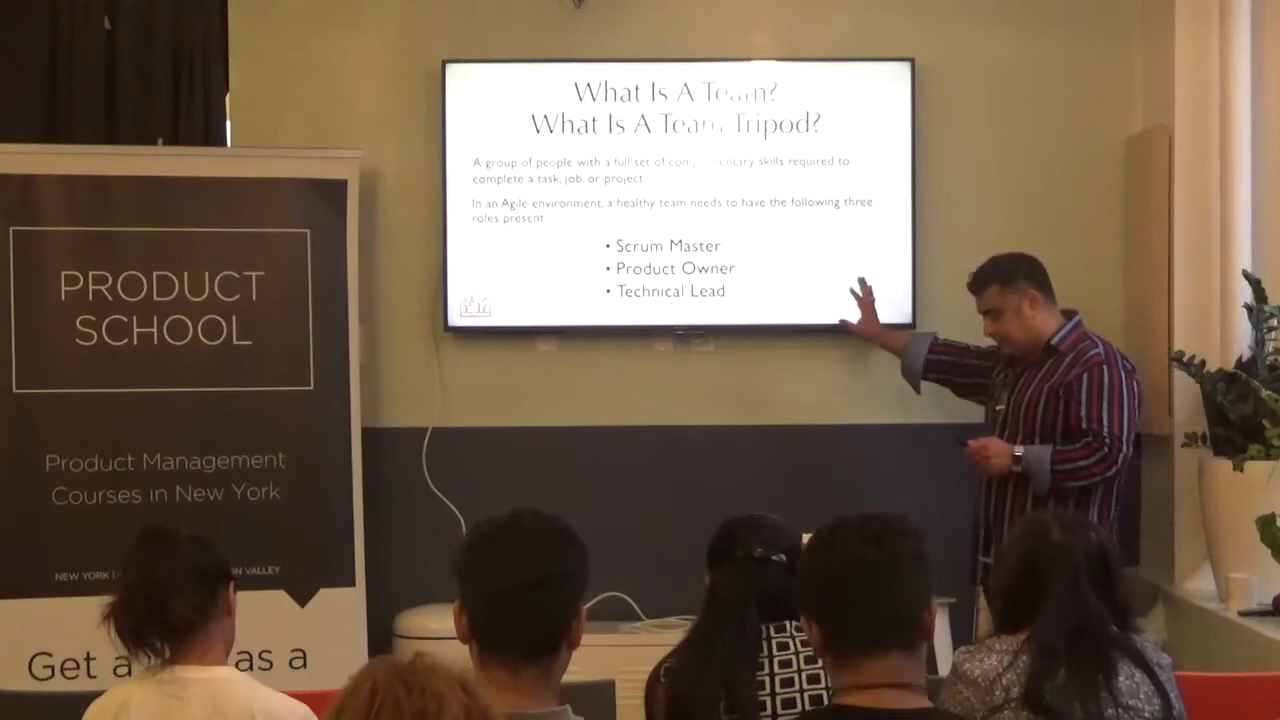 What Is A Team?
What Is A Team Tripod?
A group of people with a full set of complementary skills required to
complete a task, job, or project
In an Agile environment, a healthy team needs to have the following three
roles present
• Scrum Master
• Product Owner
• Technical Lead
PRODUCT
SCHOOL
Product Management
Courses in New York
NEW YORK | ON VALLEY
Get a as a